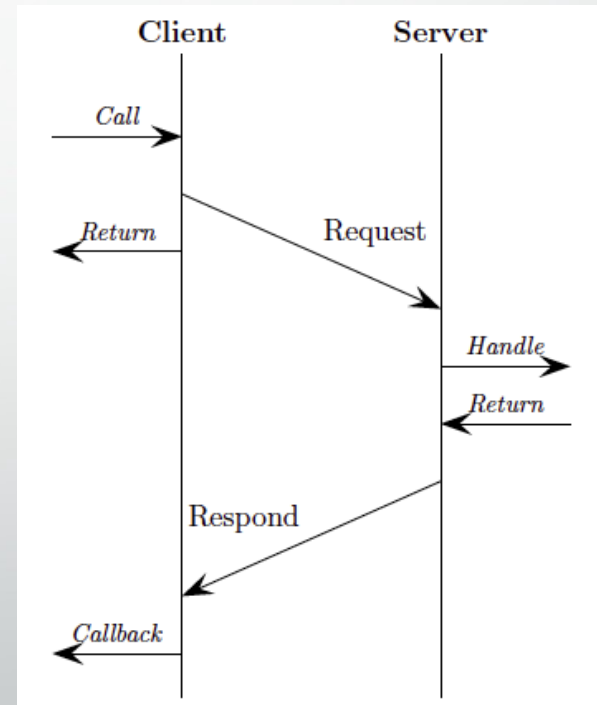 Client Server
Call
Return
Request
Handle
Return
Respond
Callback